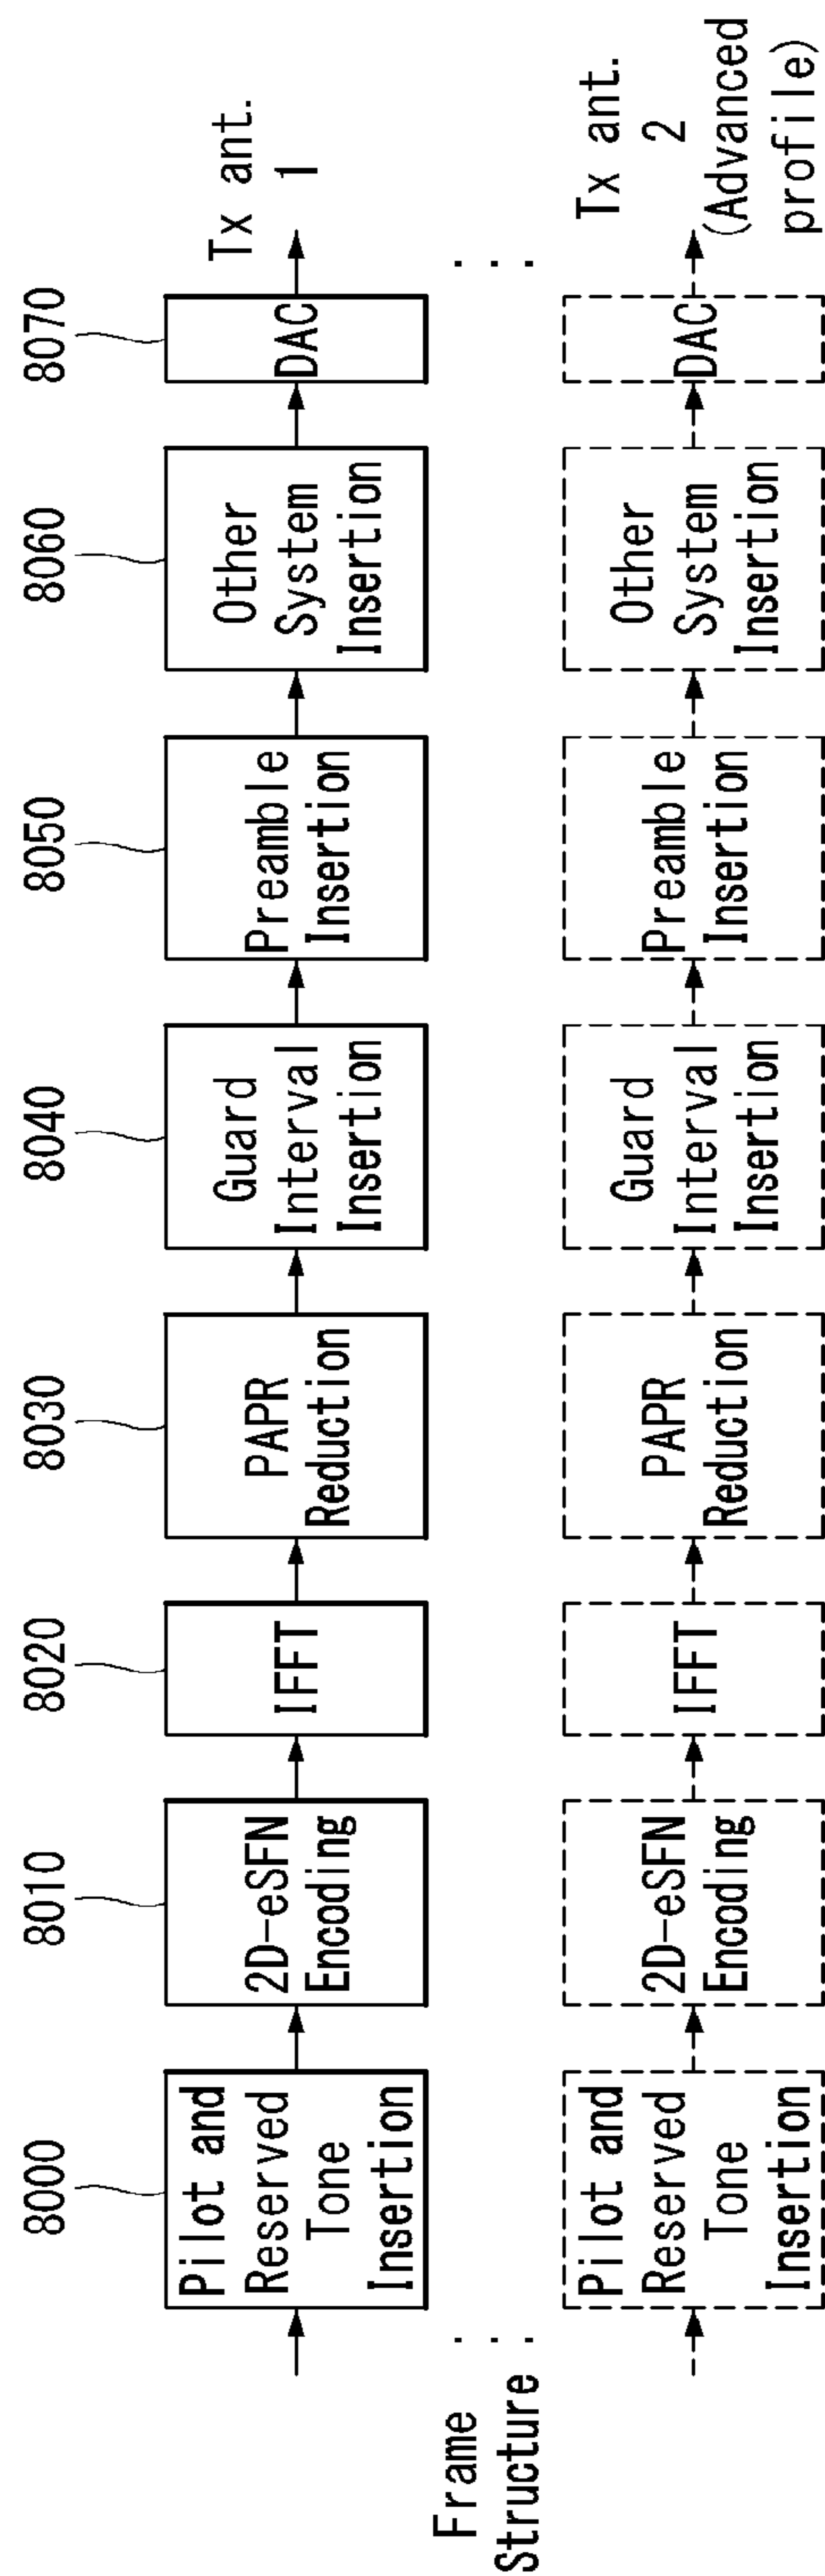 8000
8010
8020
8030
8040
8050
8060
8070
Frame
Structure
Pilot and
Reserved
Tone
Insertion
2D-eSFN
Encoding
IFFT
PAPR
Reduction
Guard
Interval
Insertion
Preamble
Insertion
Other
System
Insertion
DAC
Tx ant.
1
Pilot and
Reserved
Tone
Insertion
2D-eSFN
Encoding
IFFT
PAPR
Reduction
Guard
Interval
Insertion
Preamble
Insertion
Other
System
Insertion
DAC
Tx ant.
2
(Advanced
profile)